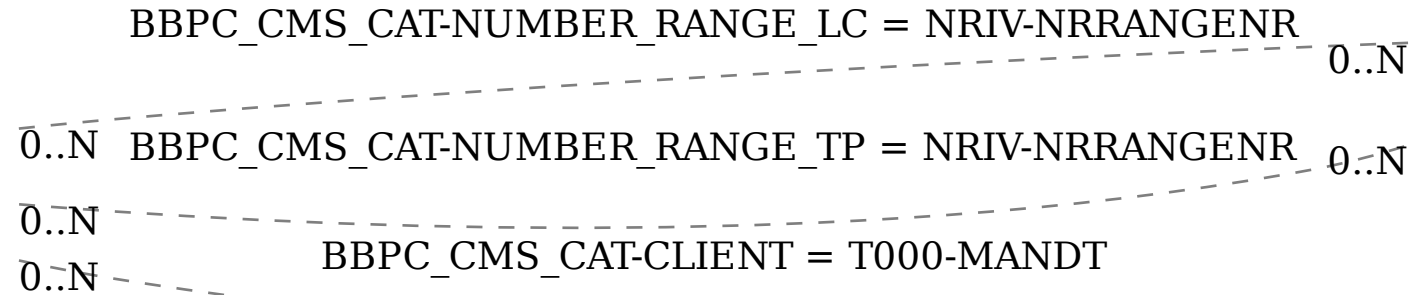 BBPC_CMS_CAT-NUMBER_RANGE_LC = NRIV-NRRANGENR
0..N
0..N BBPC_CMS_CAT-NUMBER_RANGE_TP = NRIV-NRRANGENR 0..N
0..N
BBPC_CMS_CAT-CLIENT = T000-MANDT
0..N